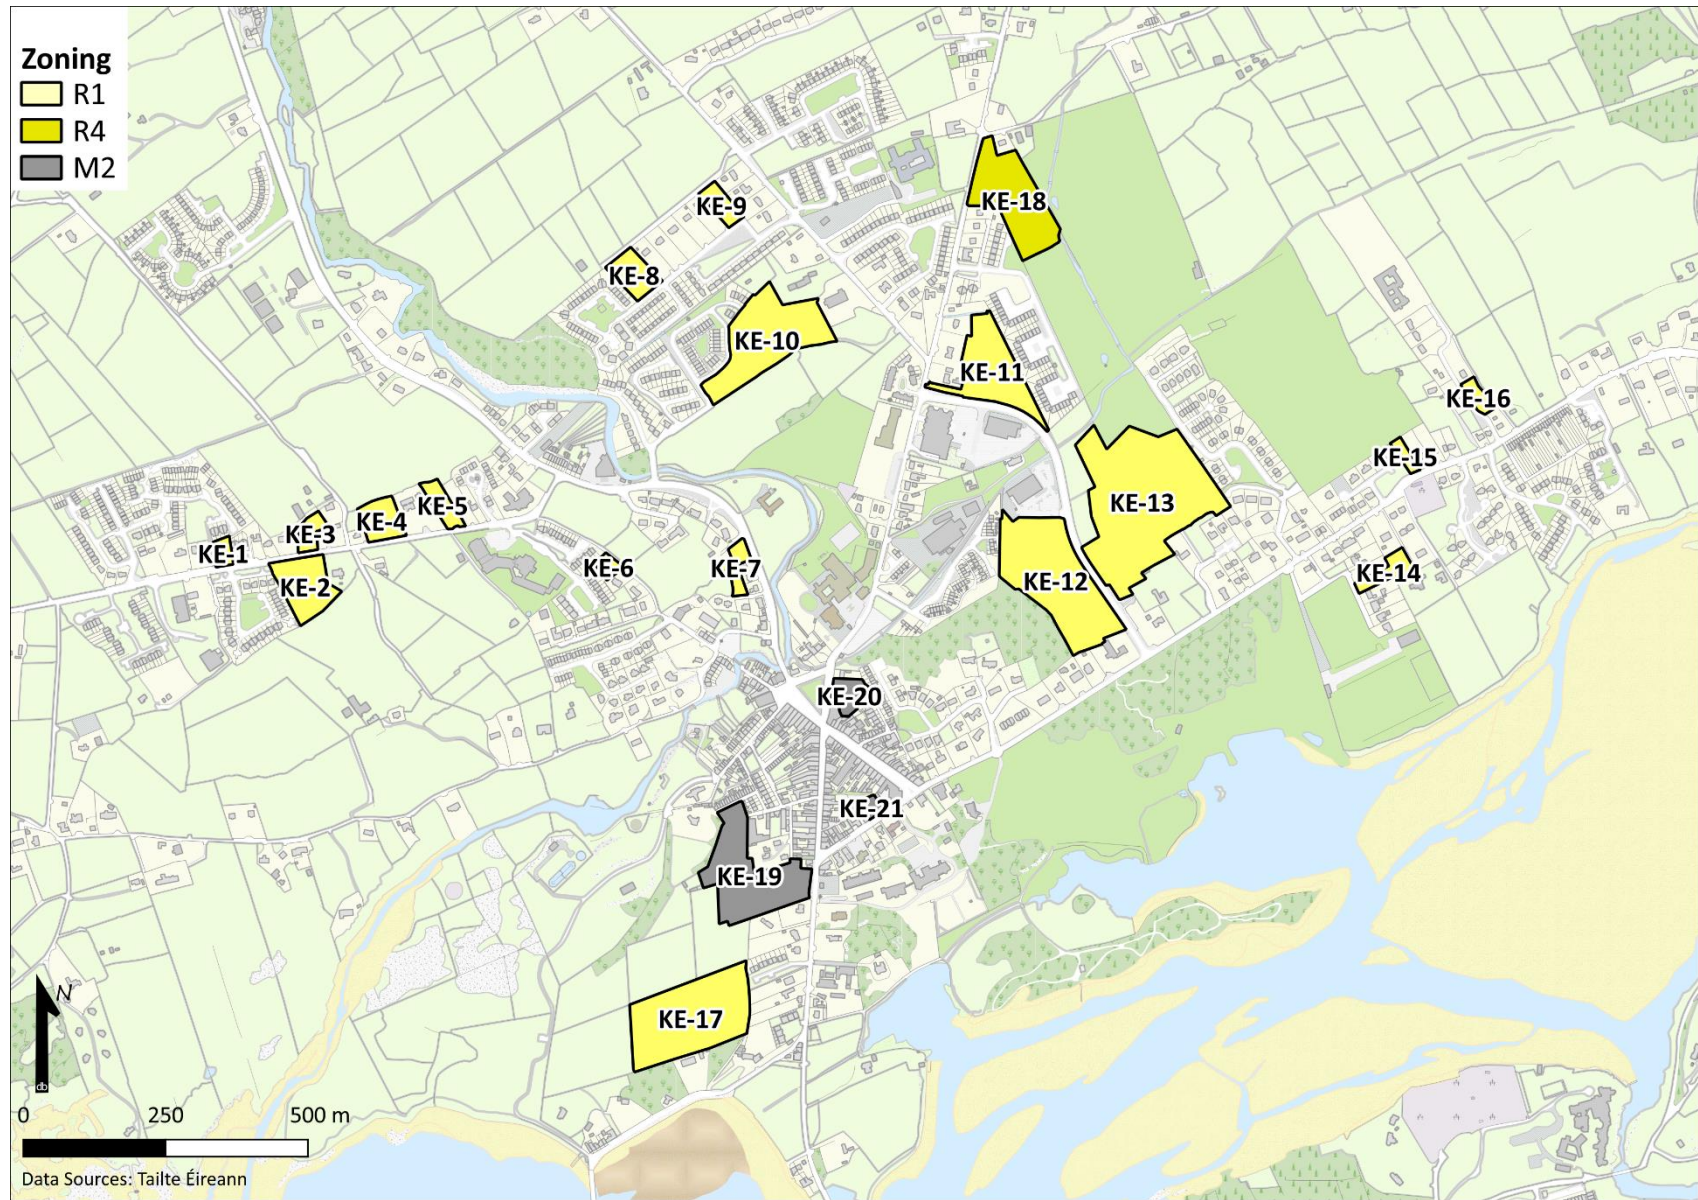 Zoning
R1
R4
M2
KE-18
KE-9
KE-8
KE-10
KE-11
KE-16
KE-15
KE-13
KE-5
KE-4
KE-3
KE-1
KE-2
KE-6
KE-7
KE-12
KE-14
KE-20
KE-21
KE-19
KE-17
N
0 250 500 m
Data Sources: Tailte Éireann